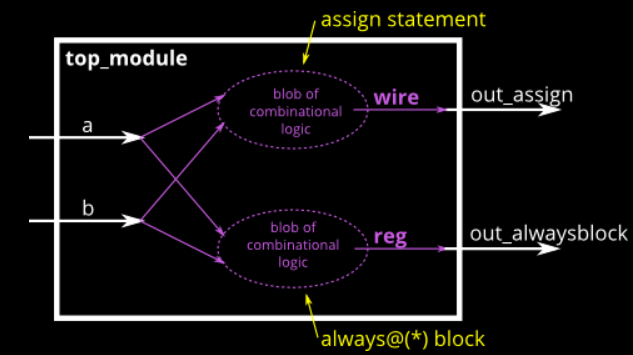 assign statement
top_module
blob of
combinational
logic
wire
out_assign
a
b
blob of
combinational
logic
reg
out_alwaysblock
always@(*) block